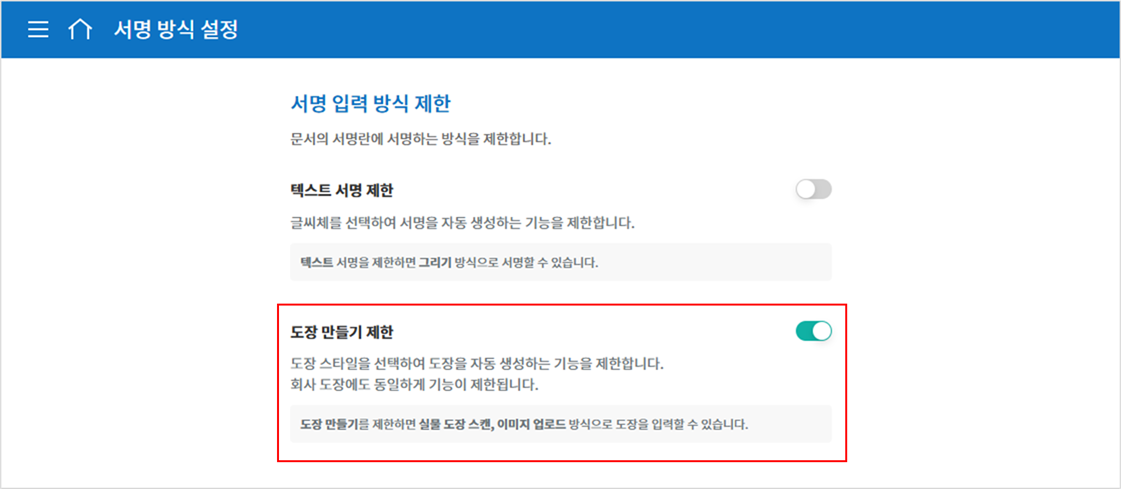 서명 방식 설정
서명 입력 방식 제한
문서의 서명란에 서명하는 방식을 제한합니다.
텍스트 서명 제한
글씨체를 선택하여 서명을 자동 생성하는 기능을 제한합니다.
텍스트 서명을 제한하면 그리기 방식으로 서명할 수 있습니다.
도장 만들기 제한
도장 스타일을 선택하여 도장을 자동 생성하는 기능을 제한합니다.
회사 도장에도 동일하게 기능이 제한됩니다.
도장 만들기를 제한하면 실물 도장 스캔, 이미지 업로드 방식으로 도장을 입력할 수 있습니다.